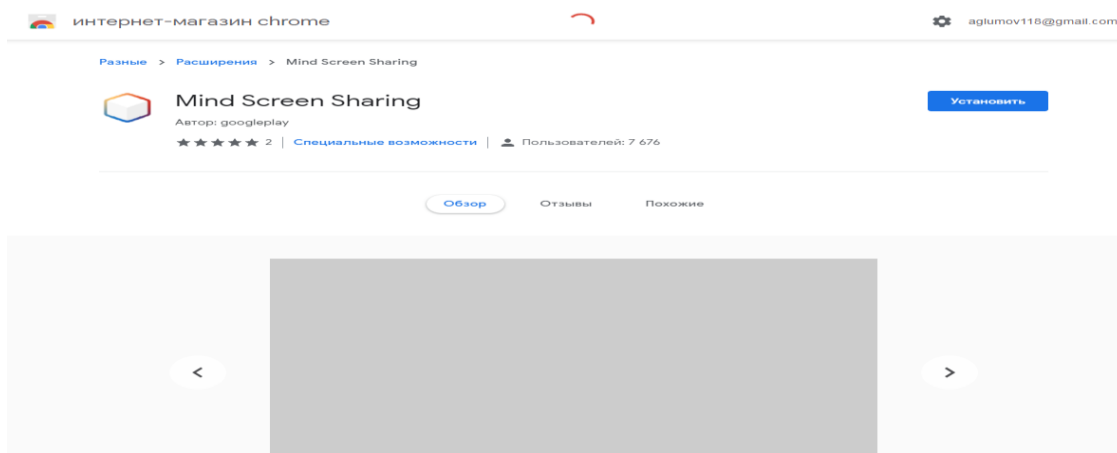 интернет-магазин chrome
aglumov118@gmail.com
Разные > Расширения > Mind Screen Sharing
Mind Screen Sharing
Установить
Автор: googleplay
2 | Специальные возможности | Пользователей: 7 676
Обзор Отзывы Похожие
< >